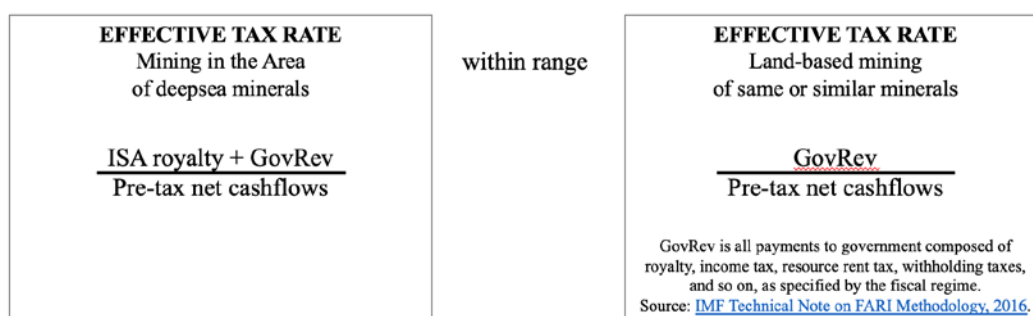 EFFECTIVE TAX RATE
Mining in the Area
of deepsea minerals
ISA royalty + GovRev
Pre-tax net cashflows
within range
EFFECTIVE TAX RATE
Land-based mining
of same or similar minerals
GovRev
Pre-tax net cashflows
GovRev is all payments to government composed of
royalty, income tax, resource rent tax, withholding taxes,
and so on, as specified by the fiscal regime.
Source: IMF Technical Note on FARI Methodology, 2016.